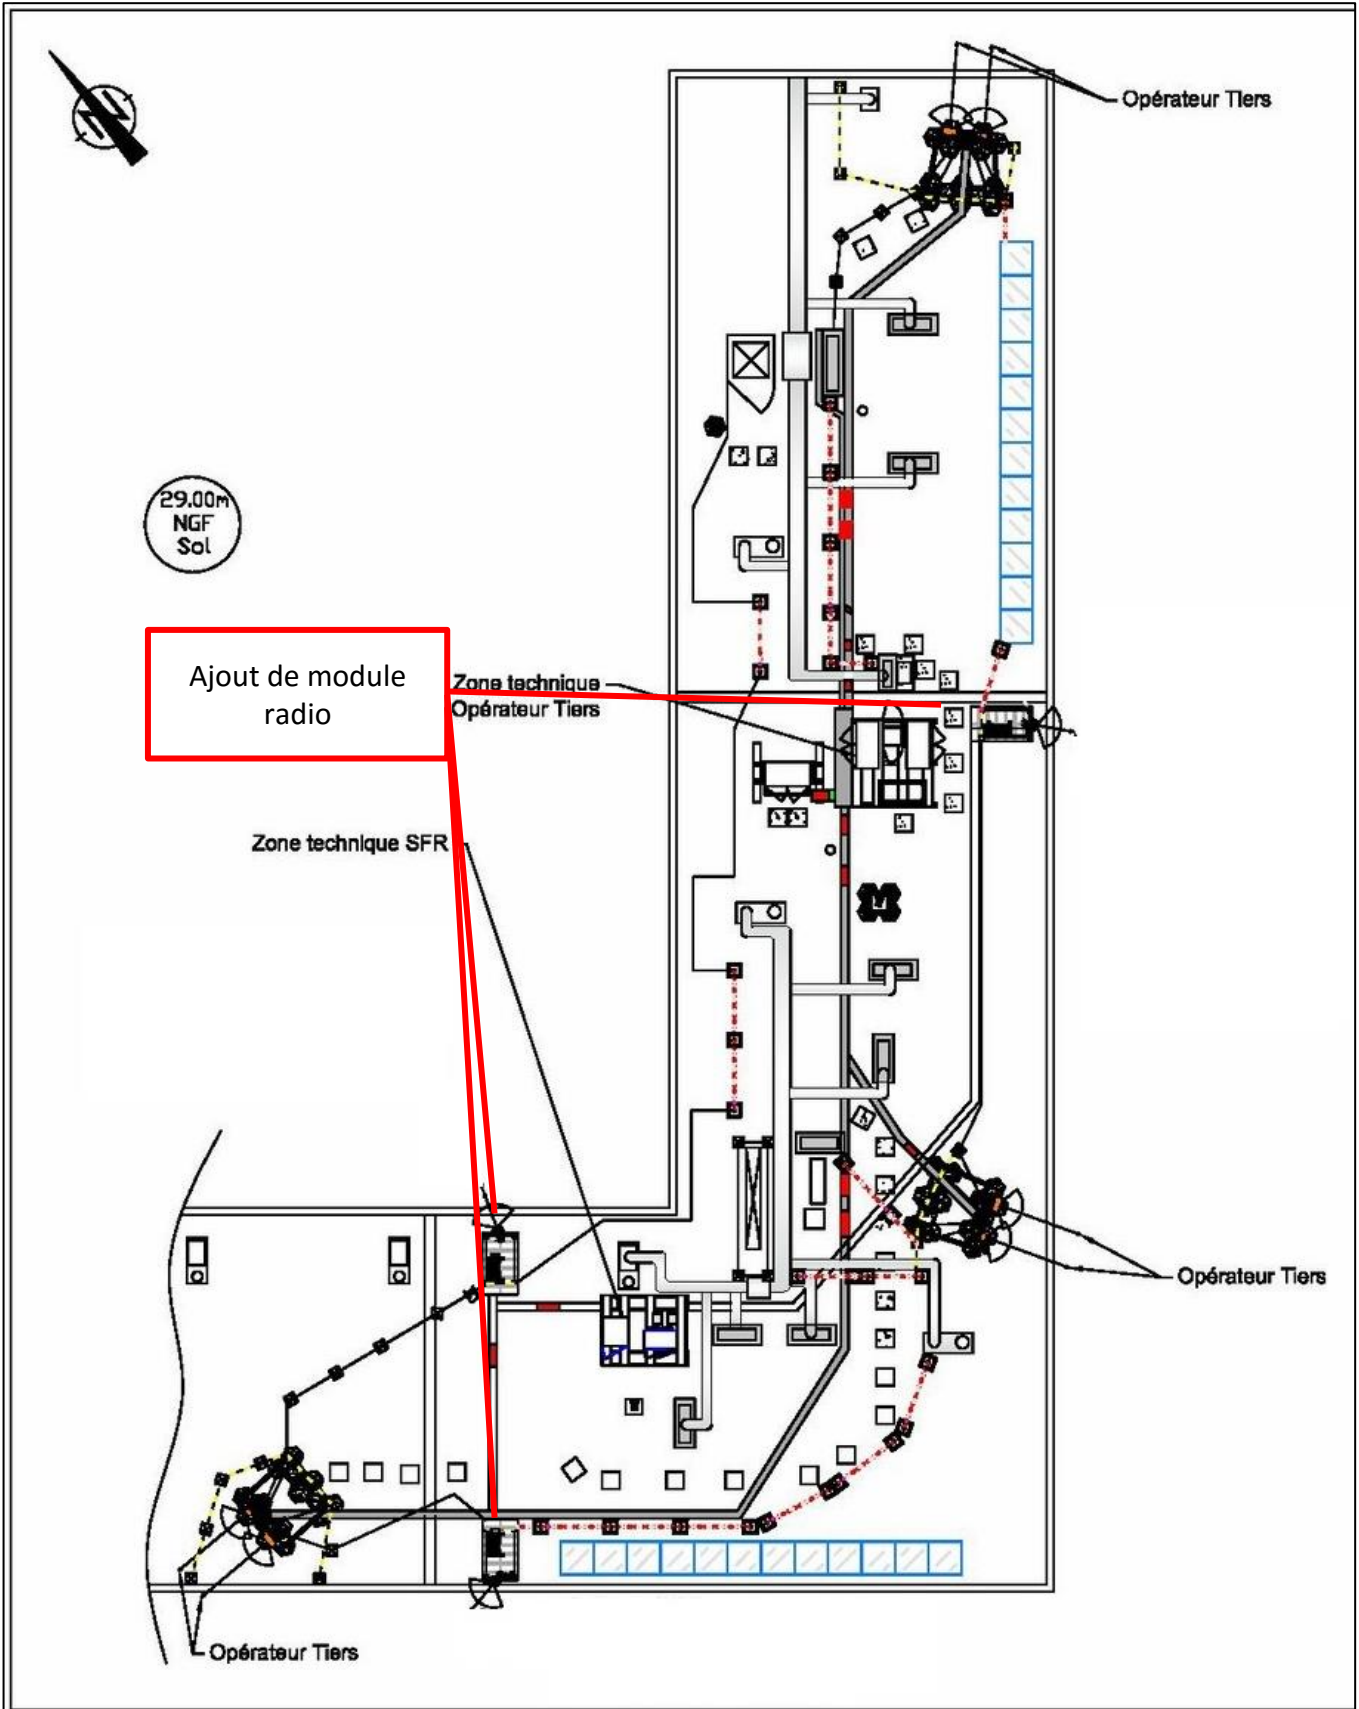 Opérateur Tiers
29.00m
NGF
Sol
Ajout de module
radio
Zone technique
Opérateur Tiers
Zone technique SFR
Opérateur Tiers
Opérateur Tiers